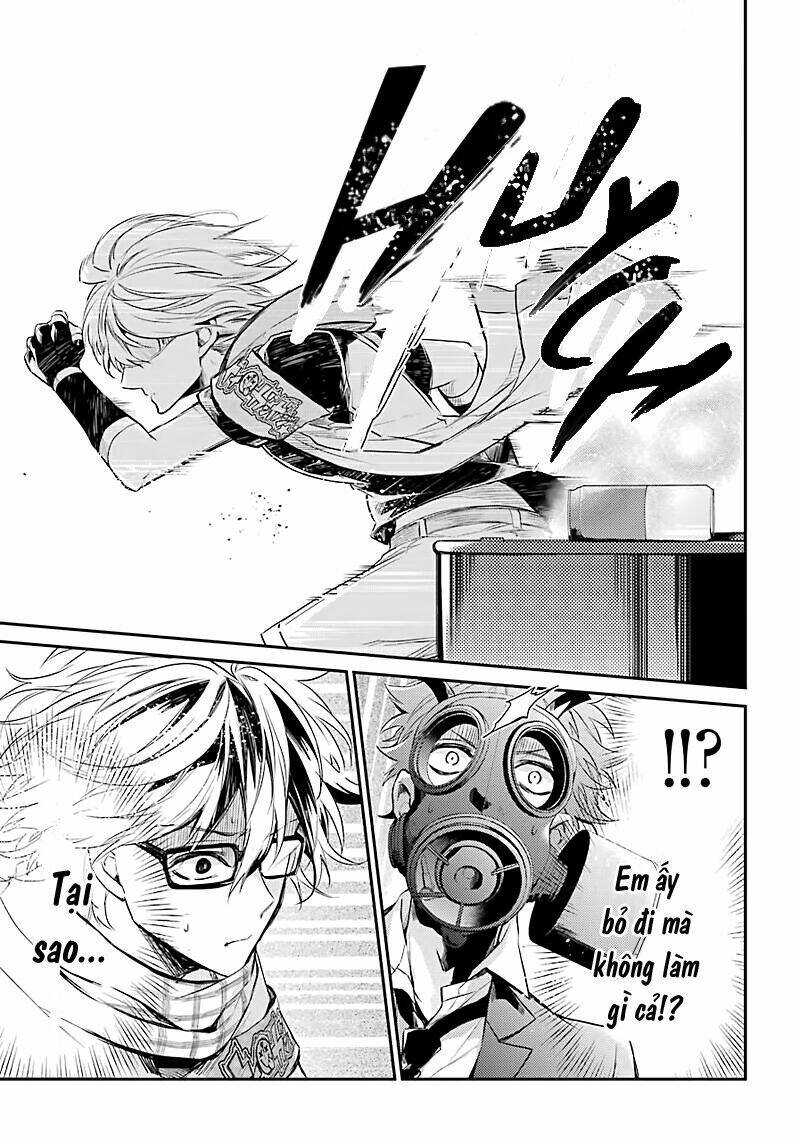 HUỴCH
!!?
Em ấy
bỏ đi mà
không làm
gì cả!?
Tại
sao...